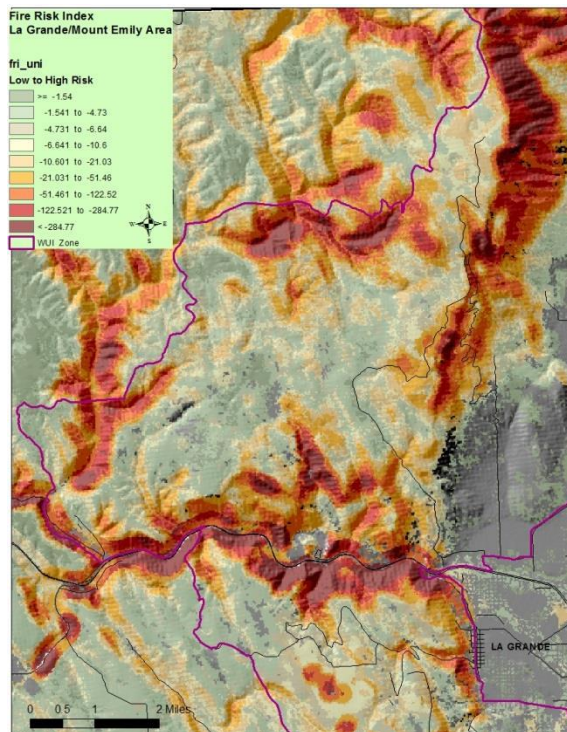 Fire Risk Index
La Grande/Mount Emily Area
fri_uni
Low to High Risk
>= -1.54
-1.541 to -4.73
-4.731 to -6.64
-6.641 to -10.6
-10.601 to -21.03
-21.031 to -51.46
-51.461 to -122.52
-122.521 to -284.77
< -284.77
WUI Zone
N
W E
S
LA GRANDE
0 0.5 1 2 Miles